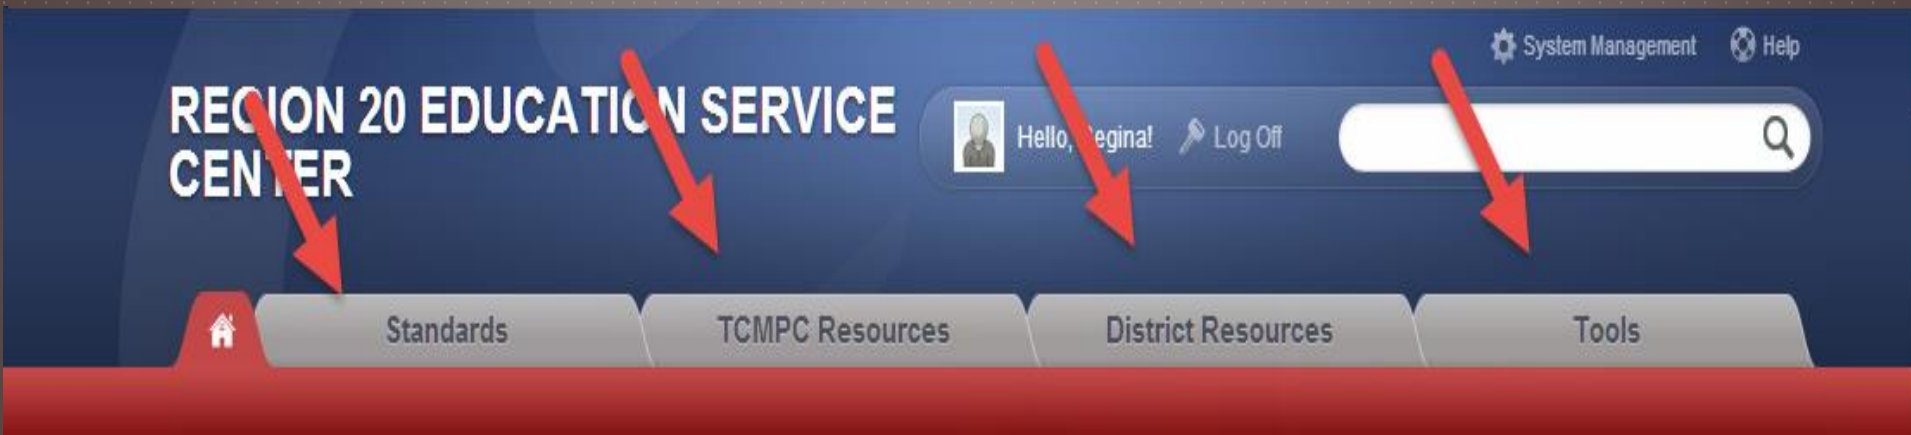 System Management Help
REGION 20 EDUCATION SERVICE
CENTER
Hello, Regina! Log Off
Standards TCMPC Resources District Resources Tools